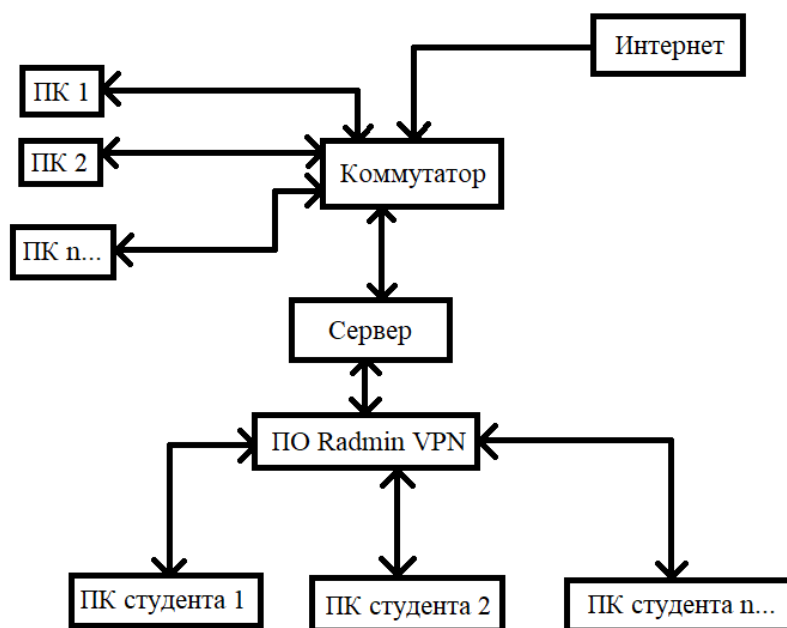 Интернет
ПК 1
ПК 2
Коммутатор
ПК n...
Сервер
ПО Radmin VPN
ПК студента 1
ПК студента 2
ПК студента n...